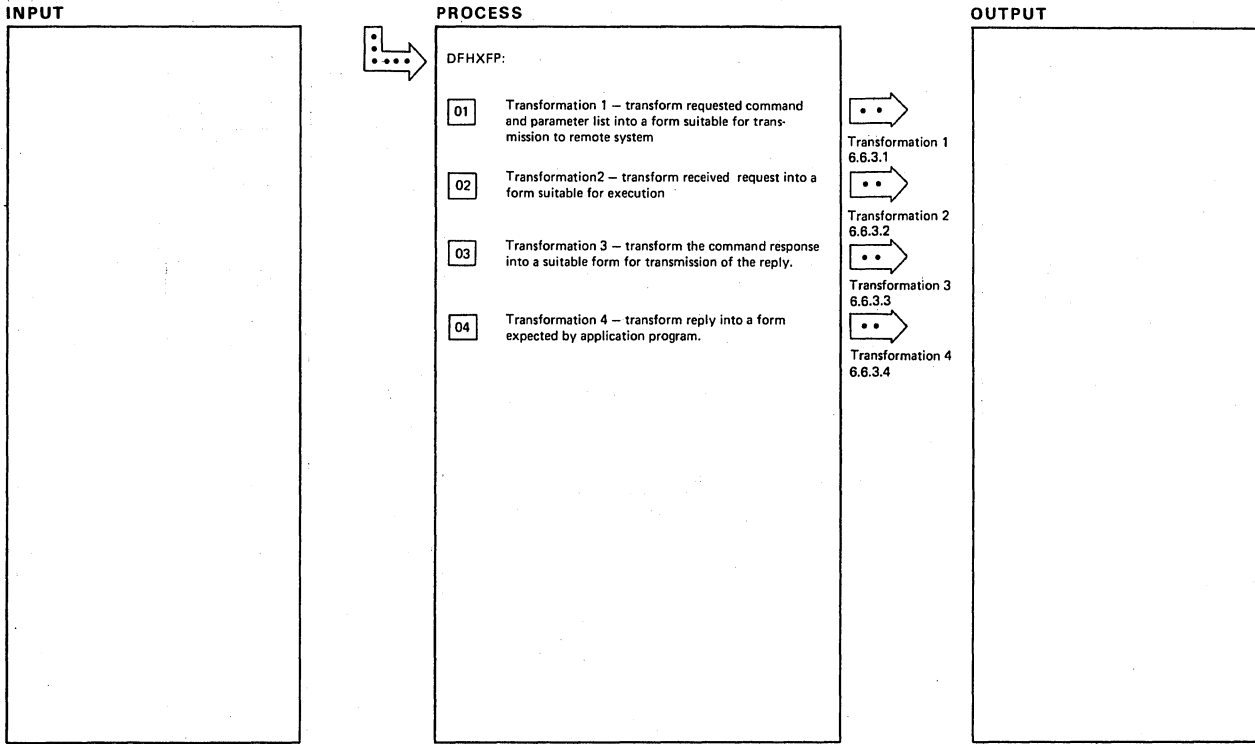 INPUT
PROCESS
OUTPUT
DFHXFP:
01
Transformation 1 — transform requested command
and parameter list into a form suitable for trans-
mission to remote system
Transformation 1
6.6.3.1
02
Transformation2 — transform received request into a
form suitable for execution
Transformation 2
6.6.3.2
03
Transformation 3 — transform the command response
into a suitable form for transmission of the reply.
Transformation 3
6.6.3.3
04
Transformation 4 — transform reply into a form
expected by application program.
Transformation 4
6.6.3.4